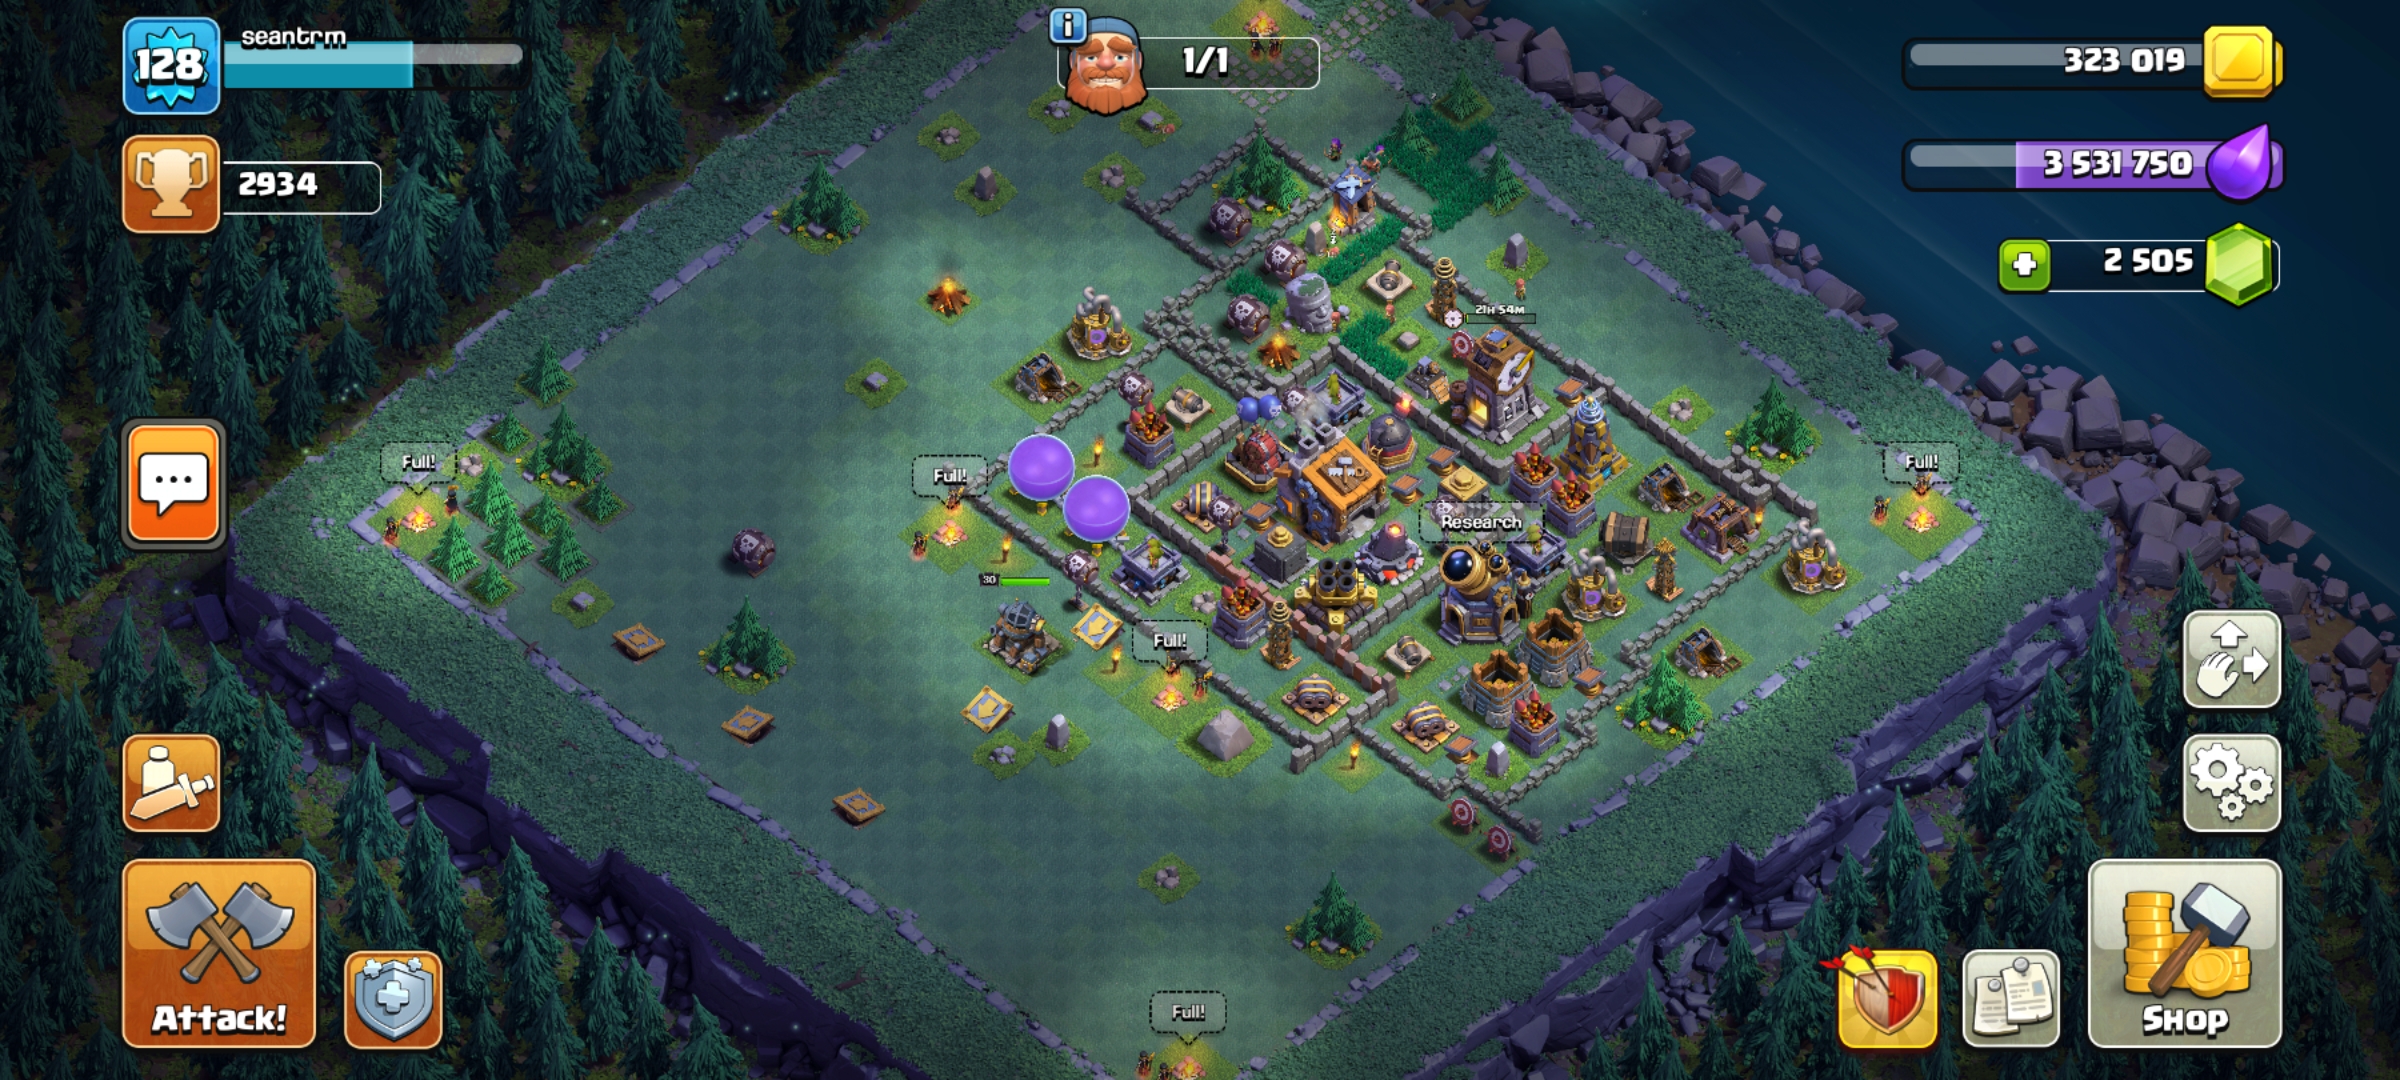 128
seantrm
1/1
323 019
2934
3 531 750
2 505
21H 54M
Full!
Full!
Full!
Research
30
Full!
Full!
Attack!
Shop